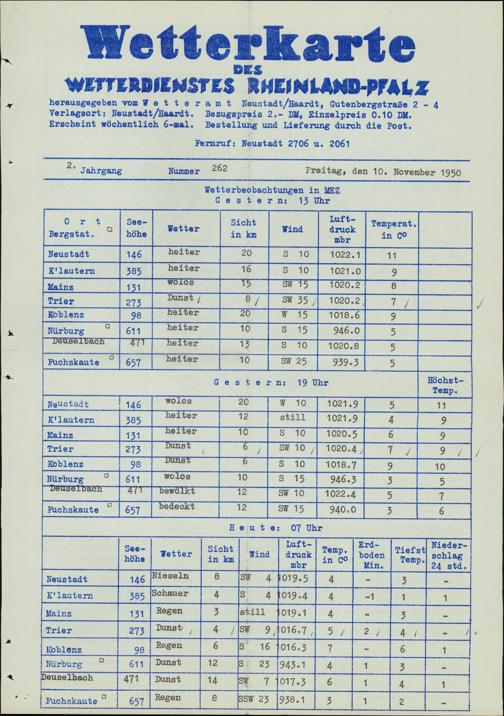 Wetterkarte
DES
WETTERDIENSTES RHEINLAND-PFALZ
herausgegeben vom W e t t e r a m t Neustadt/Haardt, Gutenbergstraße 2 - 4
Verlagsort: Neustadt/Haardt. Bezugspreis 2.- DM, Einzelpreis 0.10 DM.
Erscheint wöchentlich 6-mal. Bestellung und Lieferung durch die Post.
Fernruf: Neustadt 2706 u. 2061
2. Jahrgang Nummer 262 Freitag, den 10. November 1950
Wetterbeobachtungen in MEZ
G e s t e r n : 13 Uhr
O r t Bergstat. □ See-höhe Wetter Sicht in km Wind Luft-druck mbr Temperat. in C°
Neustadt 146 heiter 20 S 10 1022.1 11
K'lautern 385 heiter 16 S 10 1021.0 9
Mainz 131 wolos 15 SW 15 1020.2 8
Trier 273 Dunst / 8 / SW 35 / 1020.2 / 7 /
Koblenz 98 heiter 20 W 15 1018.6 9
Nürburg □ 611 heiter 10 S 15 946.0 5
Deuselbach 471 heiter 13 S 10 1020.8 5
Fuchskaute □ 657 heiter 10 SW 25 939.3 5
G e s t e r n : 19 Uhr Höchst-Temp.
Neustadt 146 wolos 20 W 10 1021.9 5 11
K'lautern 385 heiter 12 still 1021.9 4 9
Mainz 131 heiter 10 S 10 1020.5 6 9
Trier 273 Dunst / 6 / SW 10 / 1020.4 / 7 / 9 /
Koblenz 98 Dunst 6 S 10 1018.7 9 10
Nürburg □ 611 wolos 10 S 15 946.3 3 5
Deuselbach 471 bewölkt 12 SW 10 1022.4 5 7
Fuchskaute □ 657 bedeckt 12 SW 15 940.0 3 6
H e u t e : 07 Uhr
See-höhe Wetter Sicht in km Wind Luft-druck mbr Temp. in C° Erd-boden Min. Tiefst Temp. Nieder-schlag 24 std.
Neustadt 146 Nieseln 8 SW 4 1019.5 4 - 3 -
K'lautern 385 Schauer 4 S 4 1019.4 4 -1 1 1
Mainz 131 Regen 3 still 1019.1 4 - 3 -
Trier 273 Dunst / 4 / SW 9 / 1016.7 / 5 / 2 / 4 / - /
Koblenz 98 Regen 6 S 16 1016.3 7 - 6 1
Nürburg □ 611 Dunst 12 S 23 943.1 4 1 3 -
Deuselbach 471 Dunst 14 SW 7 1017.3 6 1 4 1
Fuchskaute □ 657 Regen 8 SSW 23 938.1 3 1 2 -